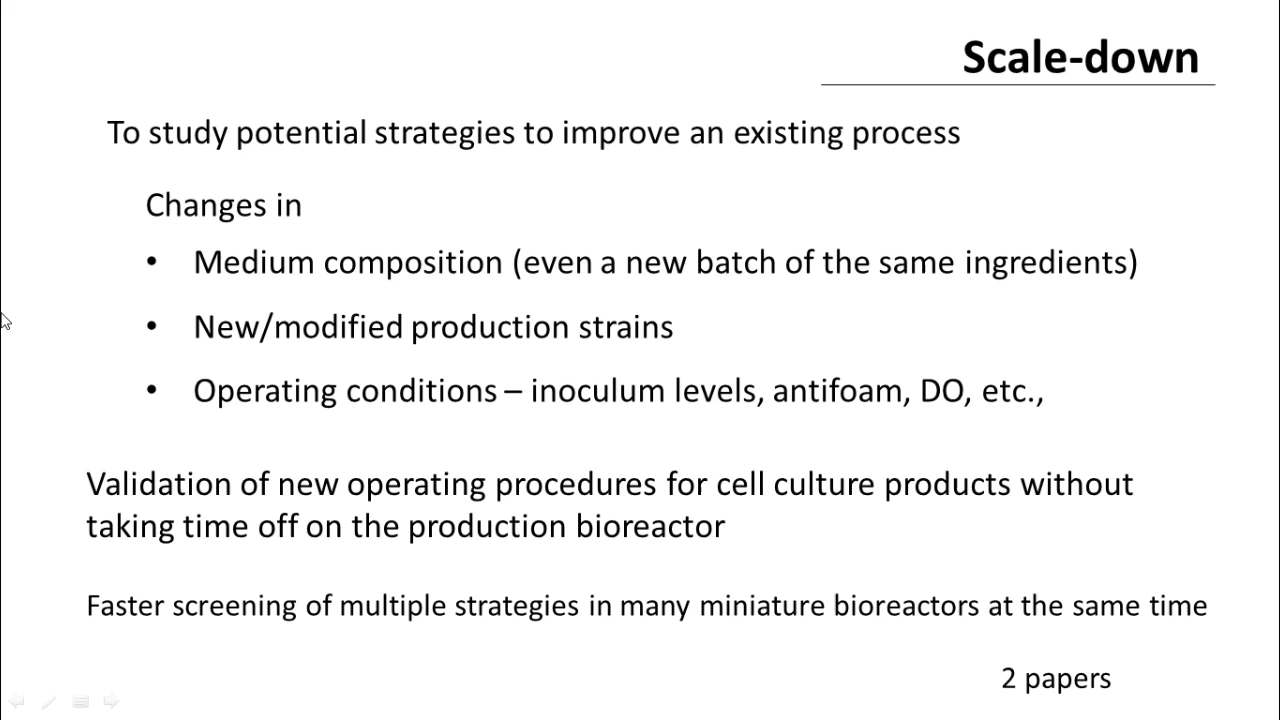 Scale-down
To study potential strategies to improve an existing process
Changes in
• Medium composition (even a new batch of the same ingredients)
• New/modified production strains
• Operating conditions – inoculum levels, antifoam, DO, etc.,
Validation of new operating procedures for cell culture products without
taking time off on the production bioreactor
Faster screening of multiple strategies in many miniature bioreactors at the same time
2 papers